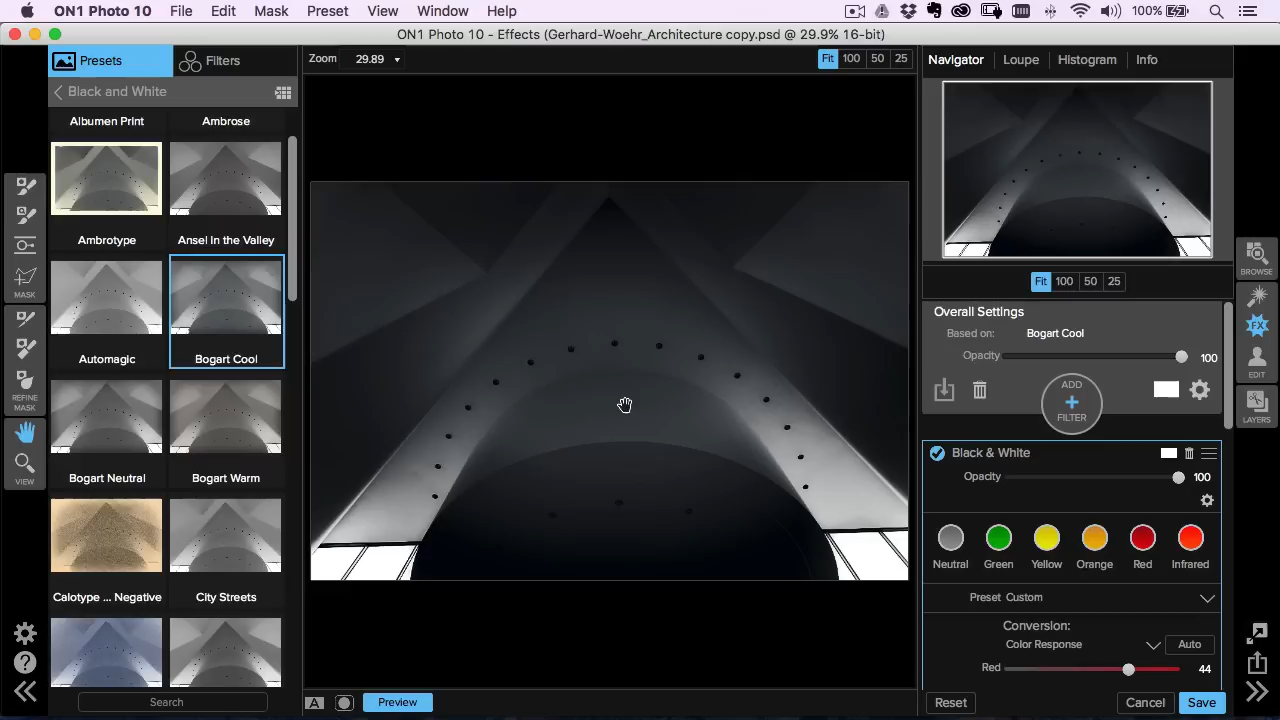 ON1 Photo 10 File Edit Mask Preset View Window Help 100%
ON1 Photo 10 - Effects (Gerhard-Woehr_Architecture copy.psd @ 29.9% 16-bit)
Presets Filters
Black and White
Albumen Print Ambrose
Ambrotype Ansel In the Valley
Automagic Bogart Cool
Bogart Neutral Bogart Warm
Calotype ... Negative City Streets
Search
MASK
REFINE
MASK
VIEW
Zoom 29.89 Fit 100 50 25
A Preview
Navigator Loupe Histogram Info
Fit 100 50 25
Overall Settings
Based on: Bogart Cool
Opacity 100
ADD
FILTER
Black & White
Opacity 100
Neutral Green Yellow Orange Red Infrared
Preset Custom
Conversion:
Color Response Auto
Red 44
Reset Cancel Save
BROWSE
FX
EDIT
LAYERS